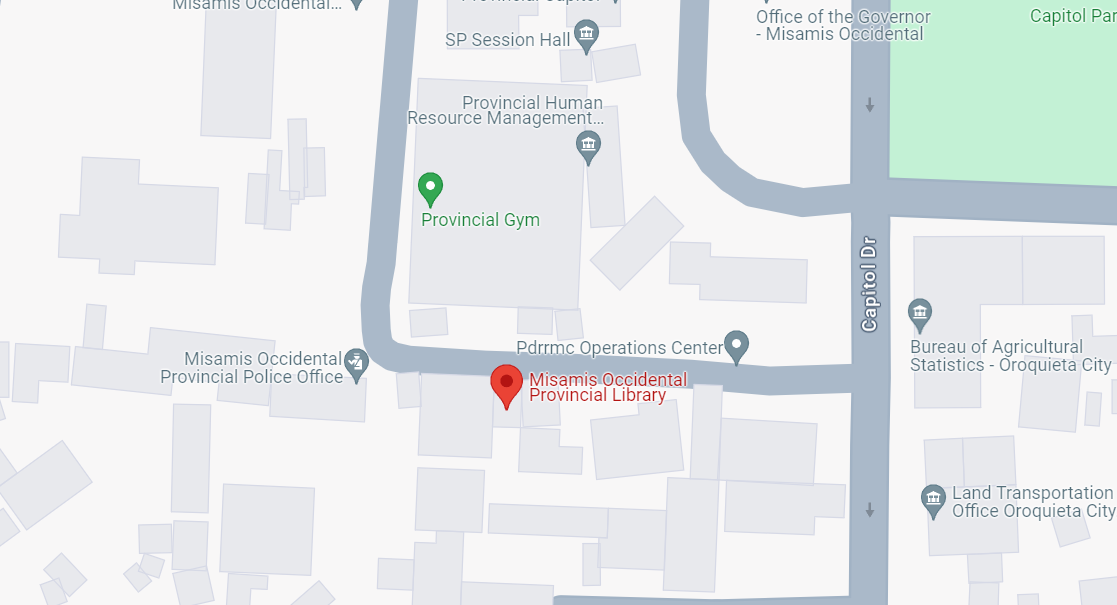 Misamis Occidental...
SP Session Hall
Office of the Governor
- Misamis Occidental
Capitol Par
Provincial Human
Resource Management...
Provincial Gym
Capitol Dr
Misamis Occidental
Provincial Police Office
Pdrrmc Operations Center
Misamis Occidental
Provincial Library
Bureau of Agricultural
Statistics - Oroquieta City
Land Transportation
Office Oroquieta City